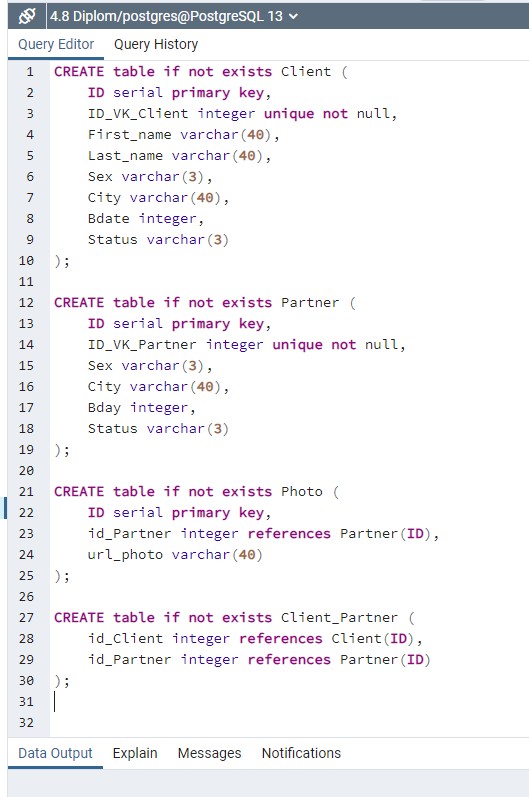 4.8 Diplom/postgres@PostgreSQL 13
Query Editor Query History
1 CREATE table if not exists Client (
2 ID serial primary key,
3 ID_VK_Client integer unique not null,
4 First_name varchar(40),
5 Last_name varchar(40),
6 Sex varchar(3),
7 City varchar(40),
8 Bdate integer,
9 Status varchar(3)
10 );
11
12 CREATE table if not exists Partner (
13 ID serial primary key,
14 ID_VK_Partner integer unique not null,
15 Sex varchar(3),
16 City varchar(40),
17 Bday integer,
18 Status varchar(3)
19 );
20
21 CREATE table if not exists Photo (
22 ID serial primary key,
23 id_Partner integer references Partner(ID),
24 url_photo varchar(40)
25 );
26
27 CREATE table if not exists Client_Partner (
28 id_Client integer references Client(ID),
29 id_Partner integer references Partner(ID)
30 );
31
32
Data Output Explain Messages Notifications